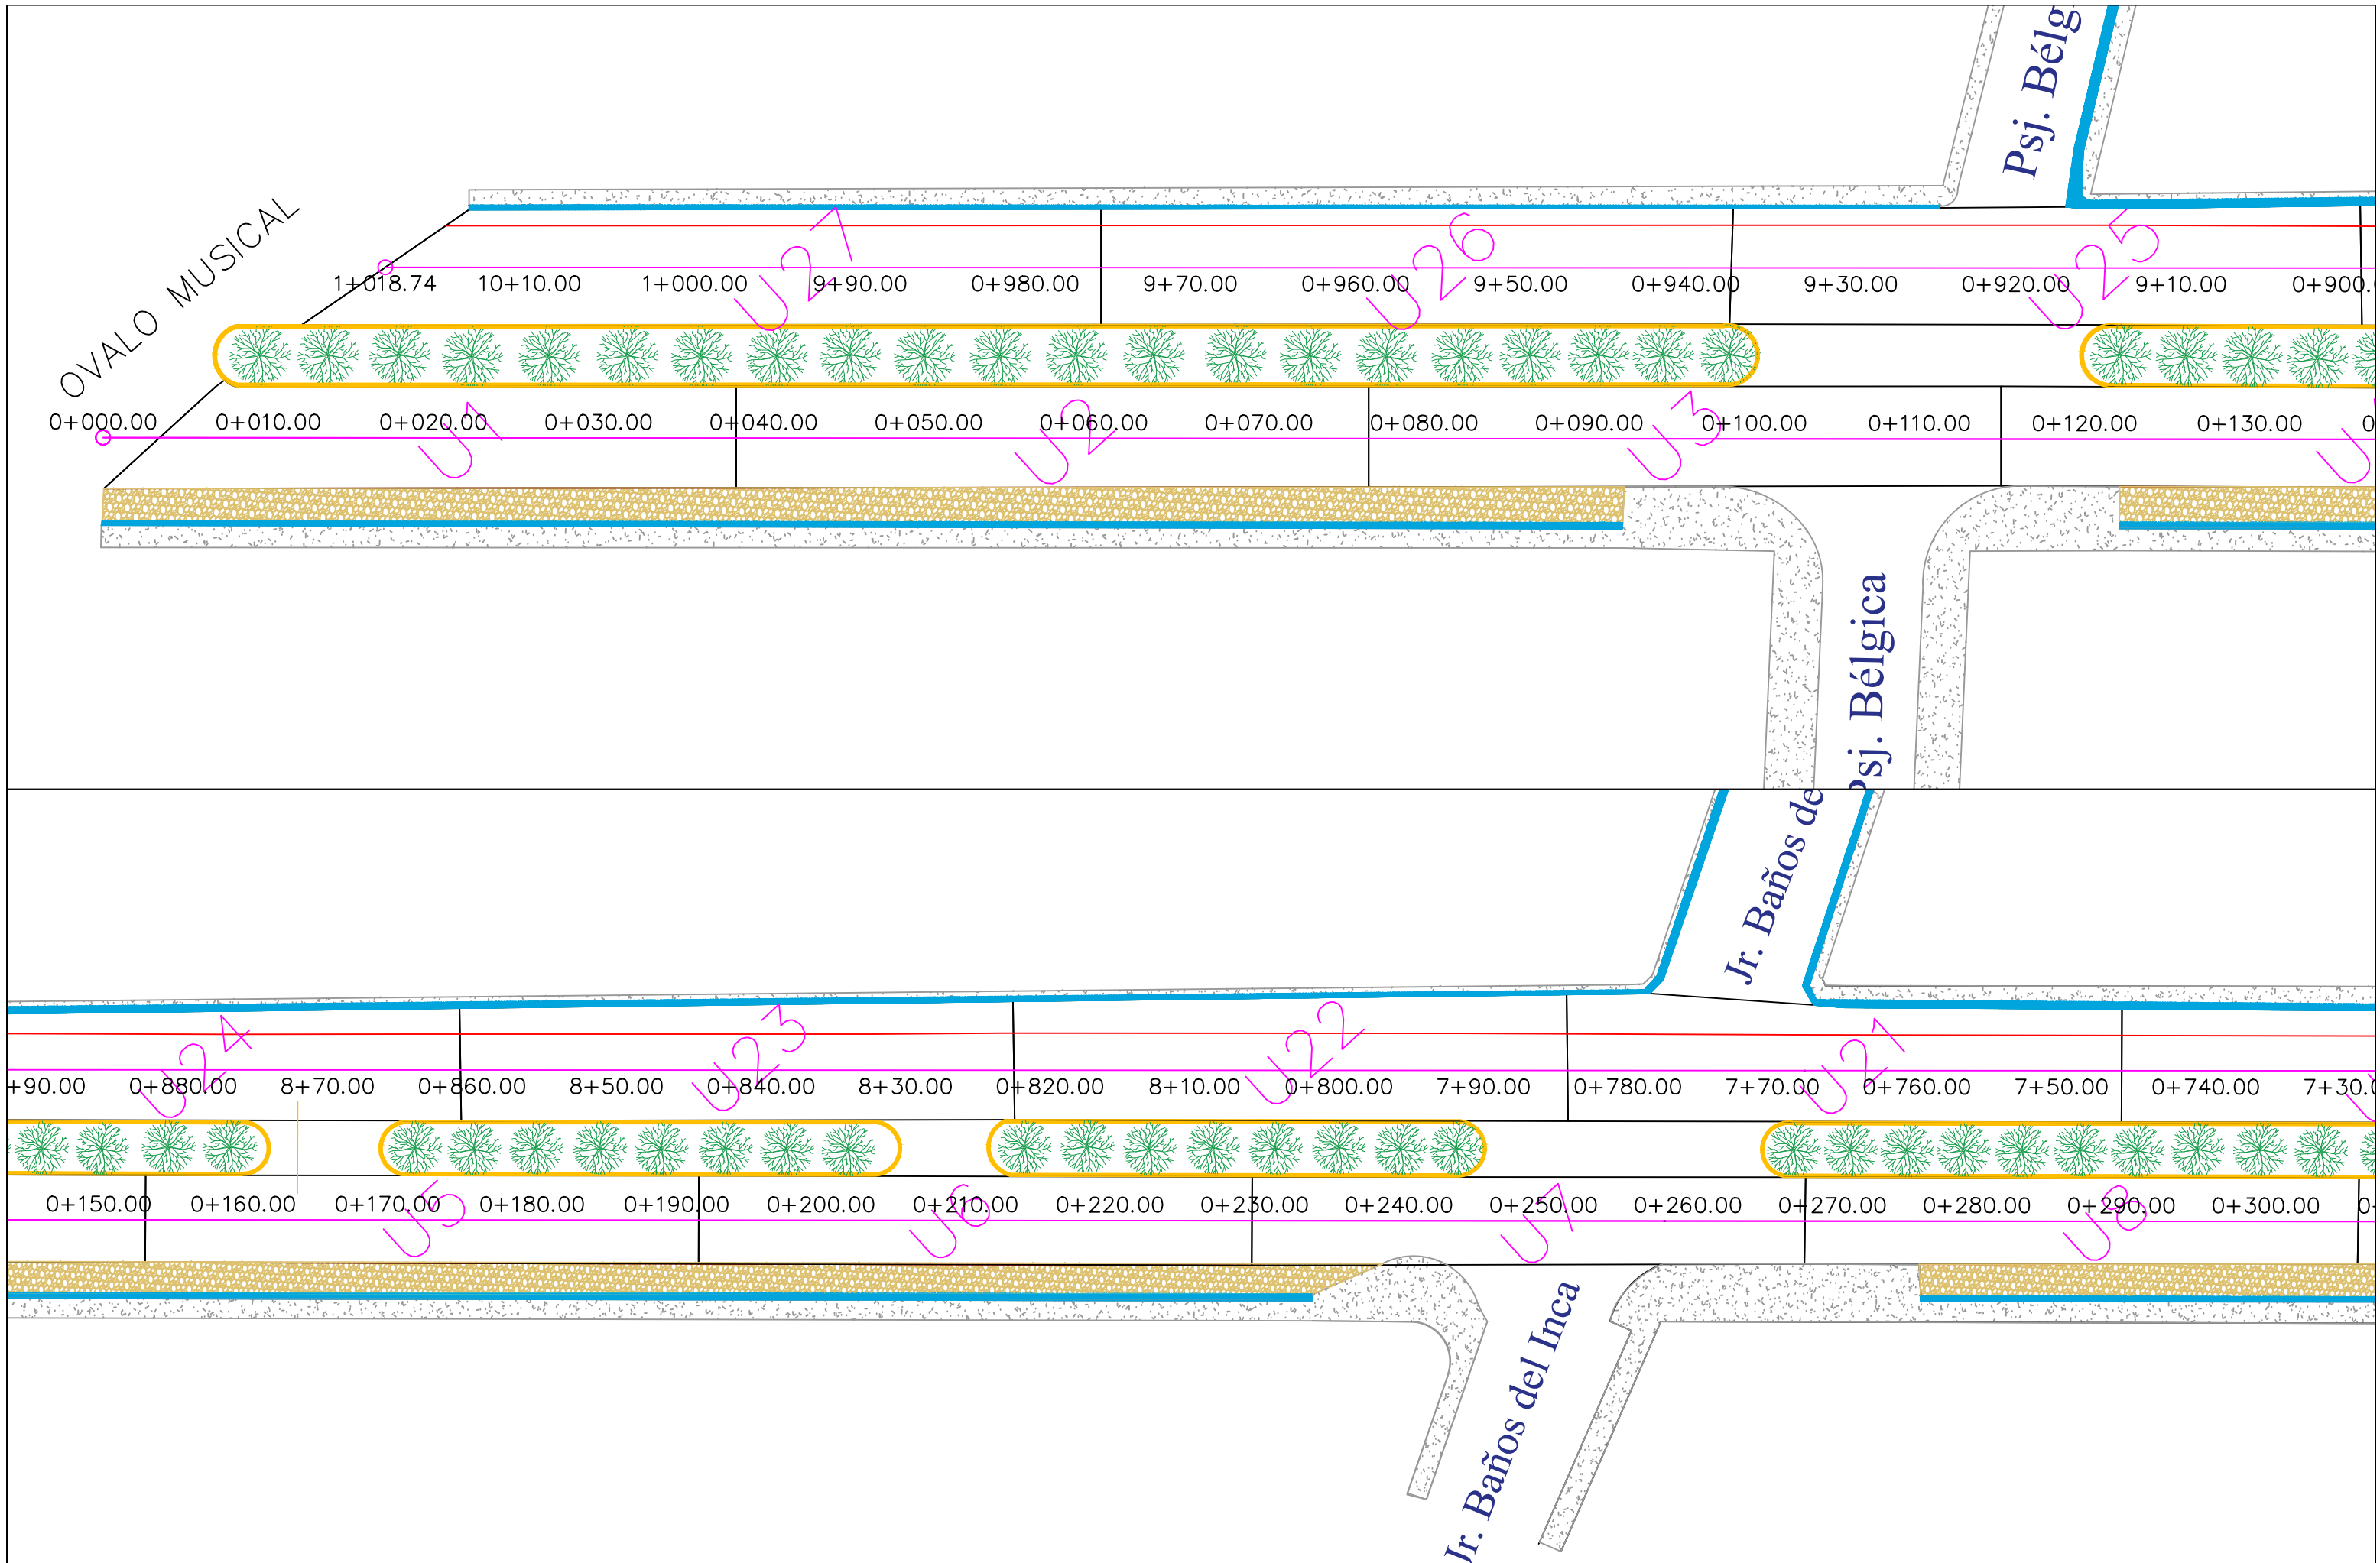 Psj. Bélg
OVALO MUSICAL
U27 U26 U25
1+018.74 10+10.00 1+000.00 9+90.00 0+980.00 9+70.00 0+960.00 9+50.00 0+940.00 9+30.00 0+920.00 9+10.00 0+900.0
0+000.00 0+010.00 0+020.00 0+030.00 0+040.00 0+050.00 0+060.00 0+070.00 0+080.00 0+090.00 0+100.00 0+110.00 0+120.00 0+130.00 0
U1 U2 U3 U
Psj. Bélgica
Jr. Baños de
U24 U23 U22 U21
+90.00 0+880.00 8+70.00 0+860.00 8+50.00 0+840.00 8+30.00 0+820.00 8+10.00 0+800.00 7+90.00 0+780.00 7+70.00 0+760.00 7+50.00 0+740.00 7+30.0
0+150.00 0+160.00 0+170.00 0+180.00 0+190.00 0+200.00 0+210.00 0+220.00 0+230.00 0+240.00 0+250.00 0+260.00 0+270.00 0+280.00 0+290.00 0+300.00 0+
U5 U6 U7 U8
Jr. Baños del Inca